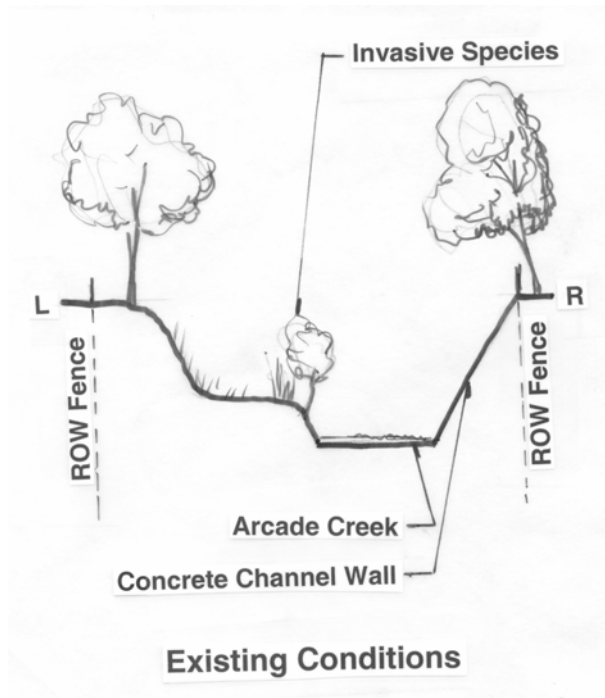 Invasive Species
L
R
ROW Fence
ROW Fence
Arcade Creek
Concrete Channel Wall
Existing Conditions